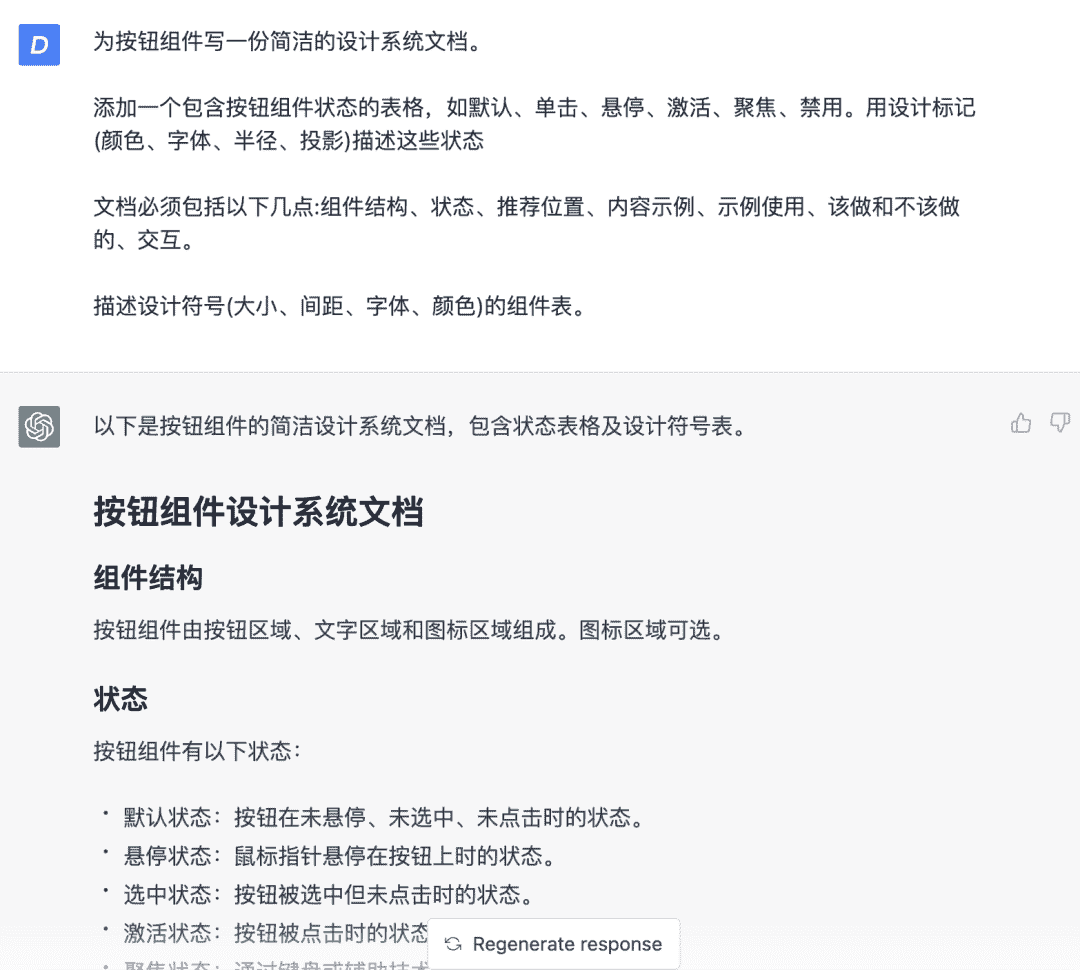 D
为按钮组件写一份简洁的设计系统文档。
添加一个包含按钮组件状态的表格，如默认、单击、悬停、激活、聚焦、禁用。用设计标记
(颜色、字体、半径、投影)描述这些状态
文档必须包括以下几点:组件结构、状态、推荐位置、内容示例、示例使用、该做和不该做
的、交互。
描述设计符号(大小、间距、字体、颜色)的组件表。
以下是按钮组件的简洁设计系统文档，包含状态表格及设计符号表。
按钮组件设计系统文档
组件结构
按钮组件由按钮区域、文字区域和图标区域组成。图标区域可选。
状态
按钮组件有以下状态：
• 默认状态：按钮在未悬停、未选中、未点击时的状态。
• 悬停状态：鼠标指针悬停在按钮上时的状态。
• 选中状态：按钮被选中但未点击时的状态。
• 激活状态：按钮被点击时的状态
Regenerate response
• 聚焦状态：通过键盘或辅助技术